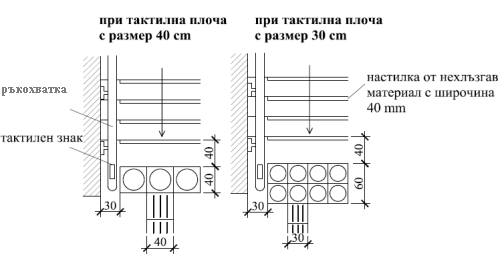 при тактилна плоча
с размер 40 cm
при тактилна плоча
с размер 30 cm
ръкохватка
тактилен знак
настилка от нехлъзгав
материал с широчина
40 mm
40
40
30
40
40
60
30
30